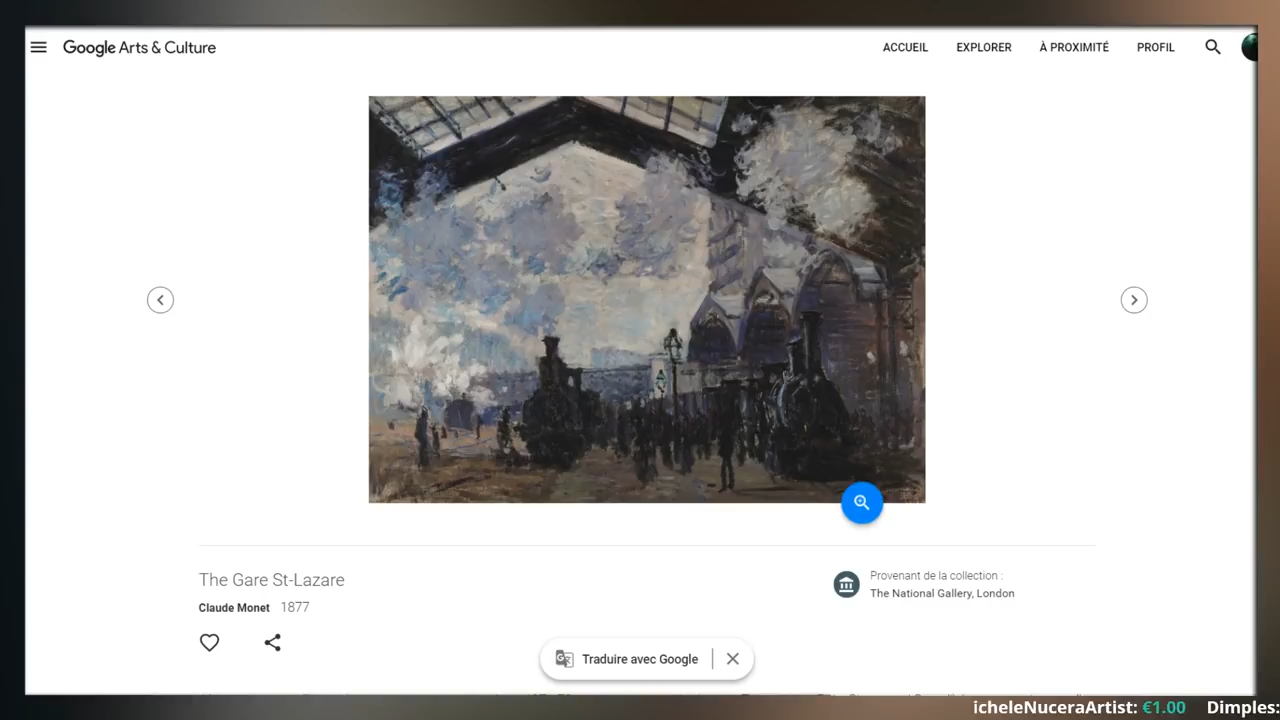 Google Arts & Culture
ACCUEIL EXPLORER À PROXIMITÉ PROFIL
The Gare St-Lazare
Claude Monet 1877
Provenant de la collection :
The National Gallery, London
Traduire avec Google
icheleNuceraArtist: €1.00 Dimples: